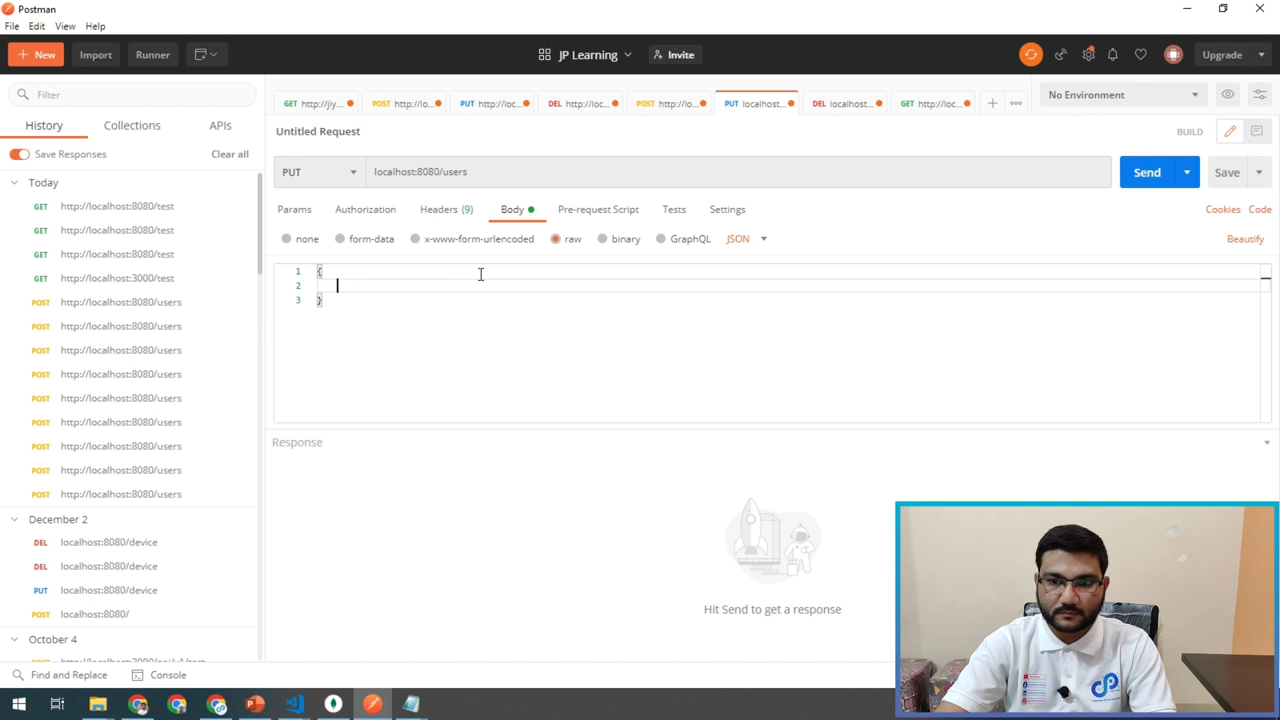 Postman
File Edit View Help
New Import Runner JP Learning Invite Upgrade
Filter
GET http://jiy... POST http://lo... PUT http://loc... DEL http://loc... POST http://lo... PUT localhost... DEL localhost... GET http://loc... No Environment
History Collections APIs
Untitled Request BUILD
Save Responses Clear all
PUT localhost:8080/users Send Save
Today
Params Authorization Headers (9) Body Pre-request Script Tests Settings Cookies Code
GET http://localhost:8080/test
GET http://localhost:8080/test
GET http://localhost:8080/test
GET http://localhost:3000/test
POST http://localhost:8080/users
POST http://localhost:8080/users
POST http://localhost:8080/users
POST http://localhost:8080/users
POST http://localhost:8080/users
POST http://localhost:8080/users
POST http://localhost:8080/users
POST http://localhost:8080/users
POST http://localhost:8080/users
December 2
DEL localhost:8080/device
DEL localhost:8080/device
PUT localhost:8080/device
POST localhost:8080/
October 4
none form-data x-www-form-urlencoded raw binary GraphQL JSON Beautify
1 {
2
3 }
Response
Hit Send to get a response
Find and Replace Console